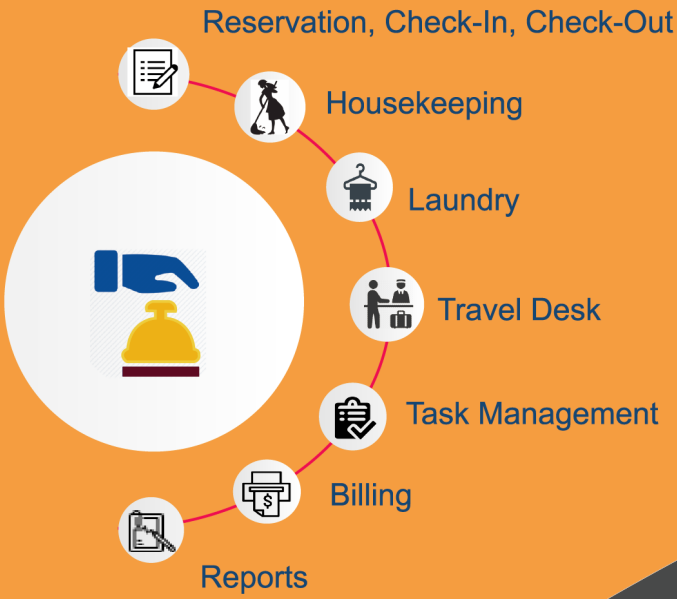 Reservation, Check-In, Check-Out
Housekeeping
Laundry
Travel Desk
Task Management
Billing
$
Reports